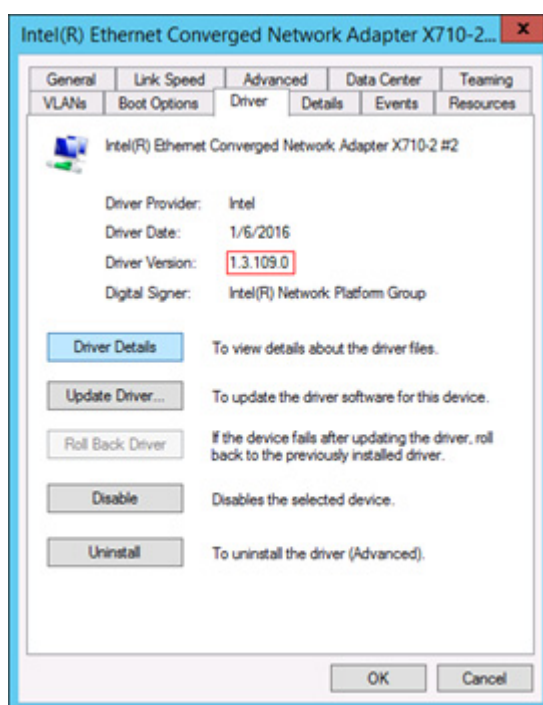 Intel(R) Ethernet Converged Network Adapter X710-2... x
General Link Speed Advanced Data Center Teaming
VLANs Boot Options Driver Details Events Resources
Intel(R) Ethernet Converged Network Adapter X710-2 #2
Driver Provider: Intel
Driver Date: 1/6/2016
Driver Version: 1.3.109.0
Digital Signer: Intel(R) Network Platform Group
Driver Details To view details about the driver files.
Update Driver... To update the driver software for this device.
Roll Back Driver If the device fails after updating the driver, roll
back to the previously installed driver.
Disable Disables the selected device.
Uninstall To uninstall the driver (Advanced).
OK Cancel